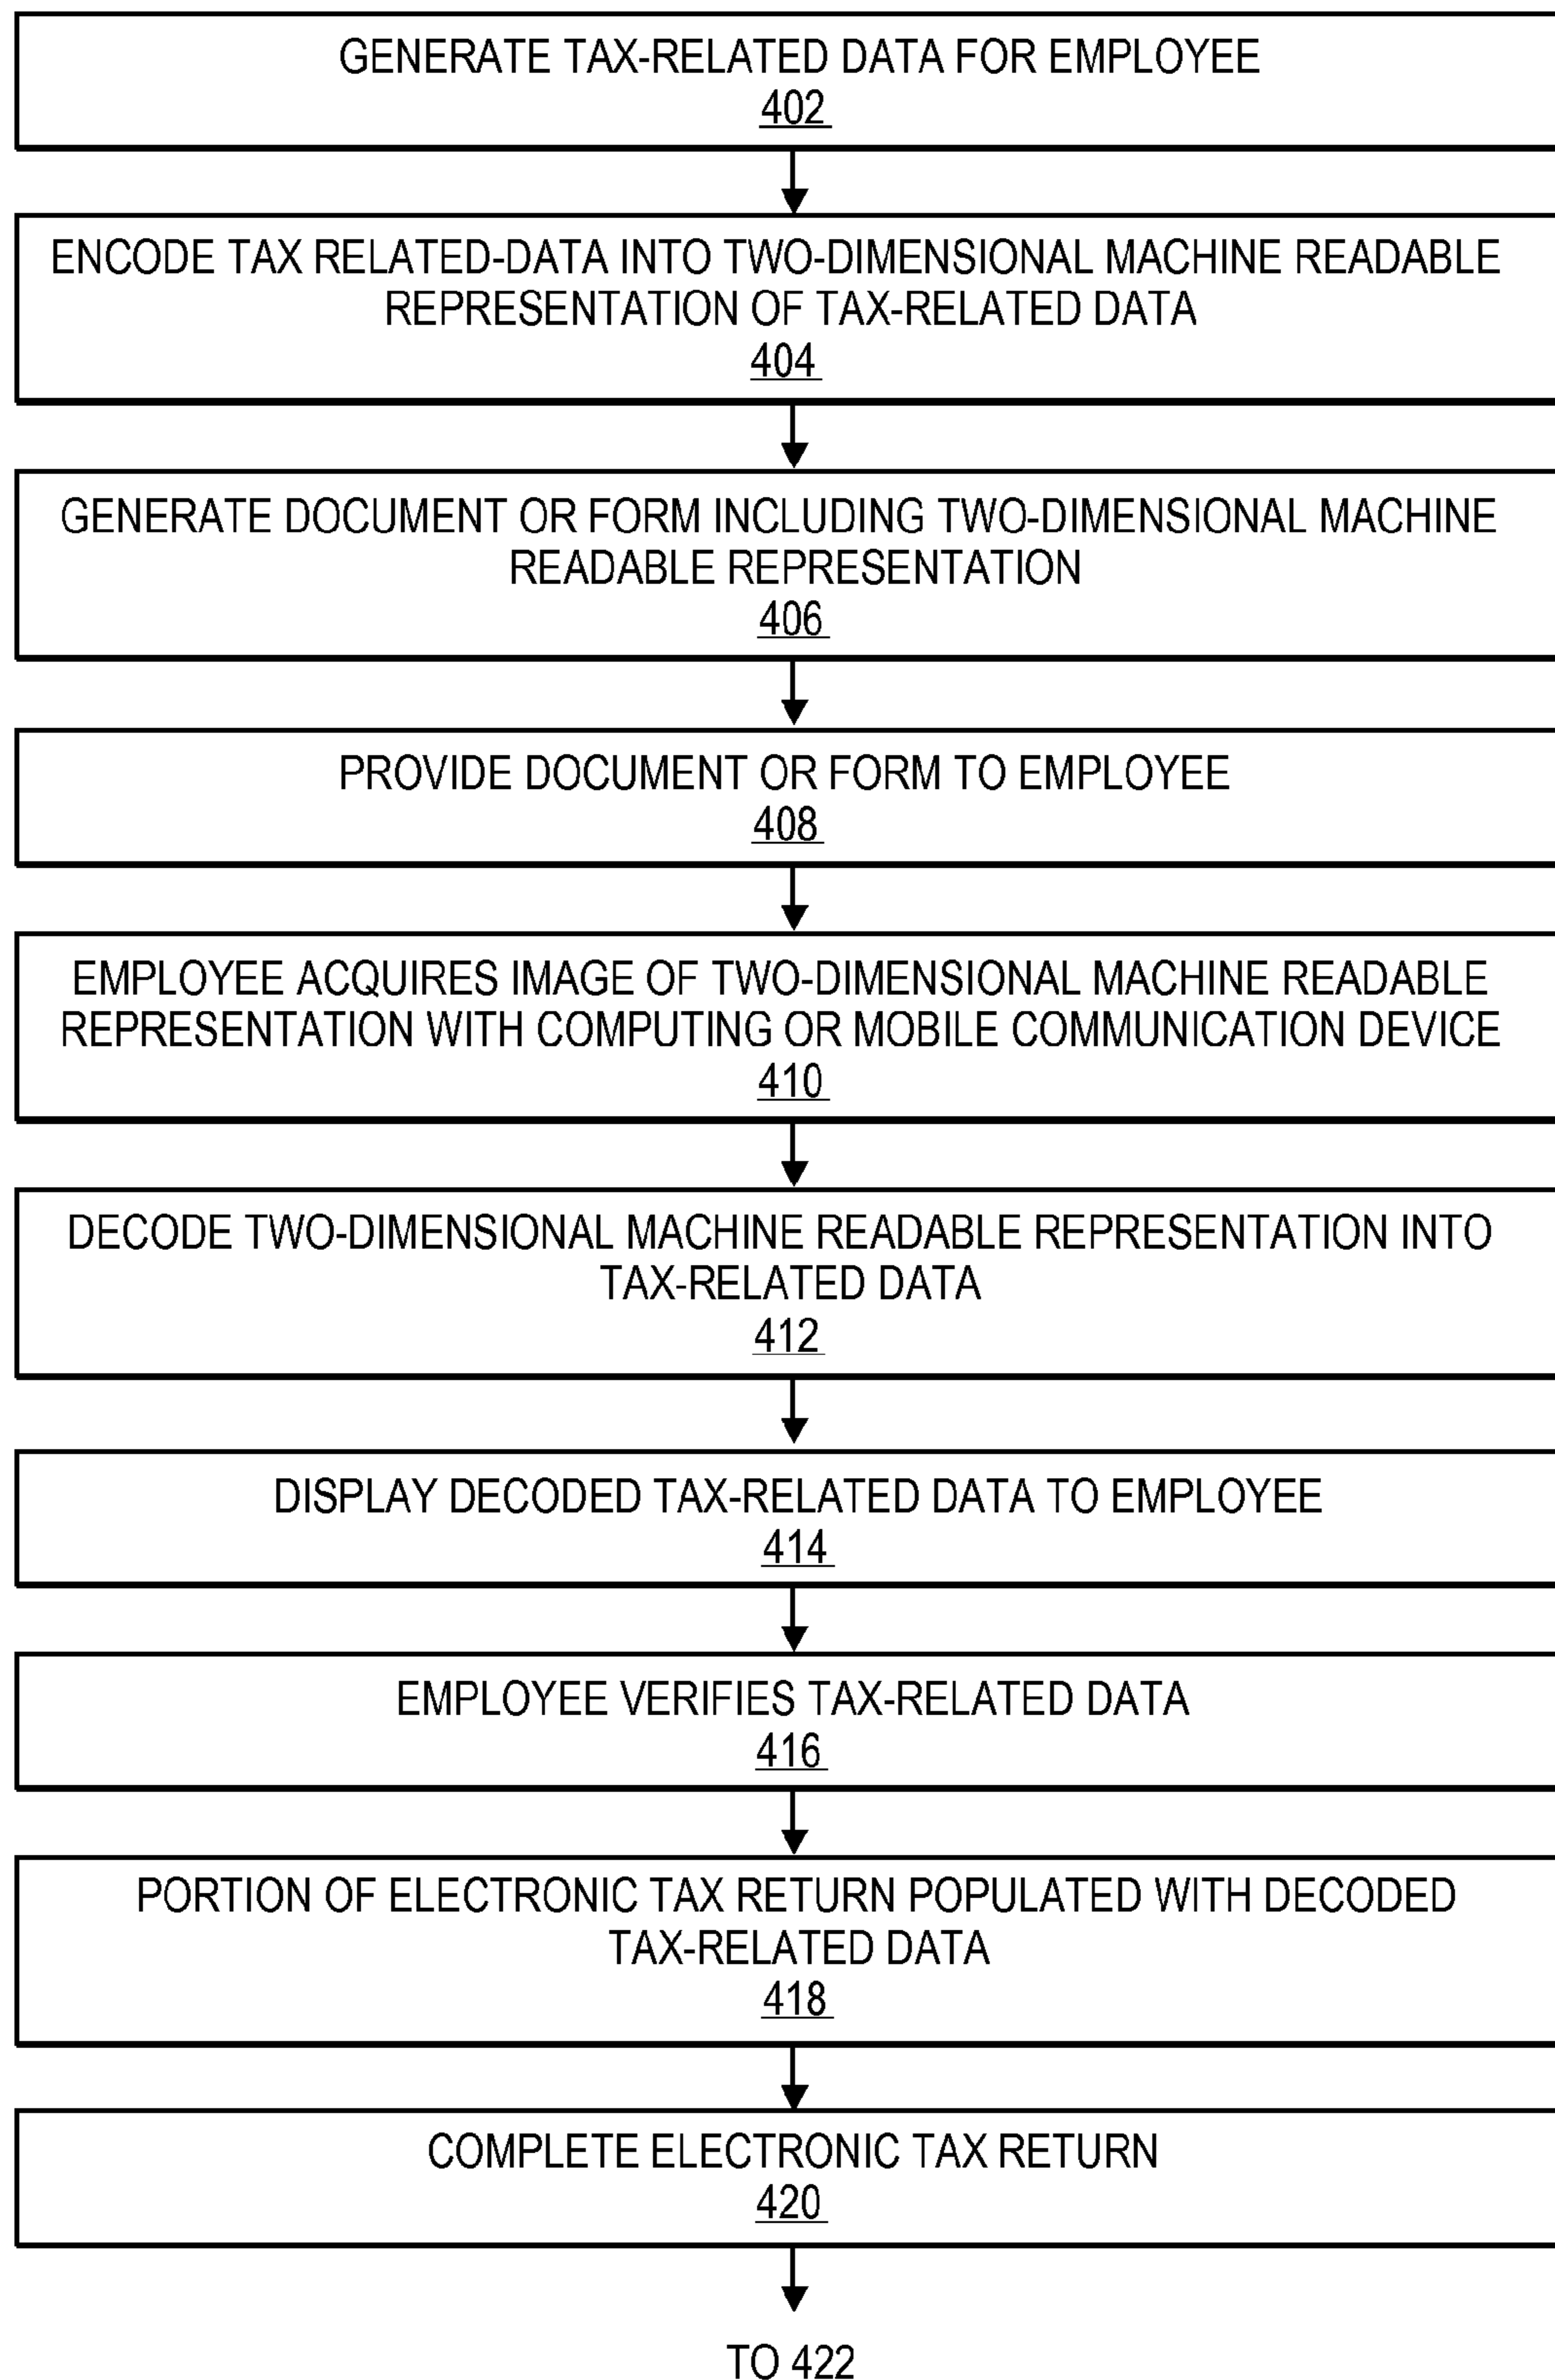 GENERATE TAX-RELATED DATA FOR EMPLOYEE
402
ENCODE TAX RELATED-DATA INTO TWO-DIMENSIONAL MACHINE READABLE
REPRESENTATION OF TAX-RELATED DATA
404
GENERATE DOCUMENT OR FORM INCLUDING TWO-DIMENSIONAL MACHINE
READABLE REPRESENTATION
406
PROVIDE DOCUMENT OR FORM TO EMPLOYEE
408
EMPLOYEE ACQUIRES IMAGE OF TWO-DIMENSIONAL MACHINE READABLE
REPRESENTATION WITH COMPUTING OR MOBILE COMMUNICATION DEVICE
410
DECODE TWO-DIMENSIONAL MACHINE READABLE REPRESENTATION INTO
TAX-RELATED DATA
412
DISPLAY DECODED TAX-RELATED DATA TO EMPLOYEE
414
EMPLOYEE VERIFIES TAX-RELATED DATA
416
PORTION OF ELECTRONIC TAX RETURN POPULATED WITH DECODED
TAX-RELATED DATA
418
COMPLETE ELECTRONIC TAX RETURN
420
TO 422